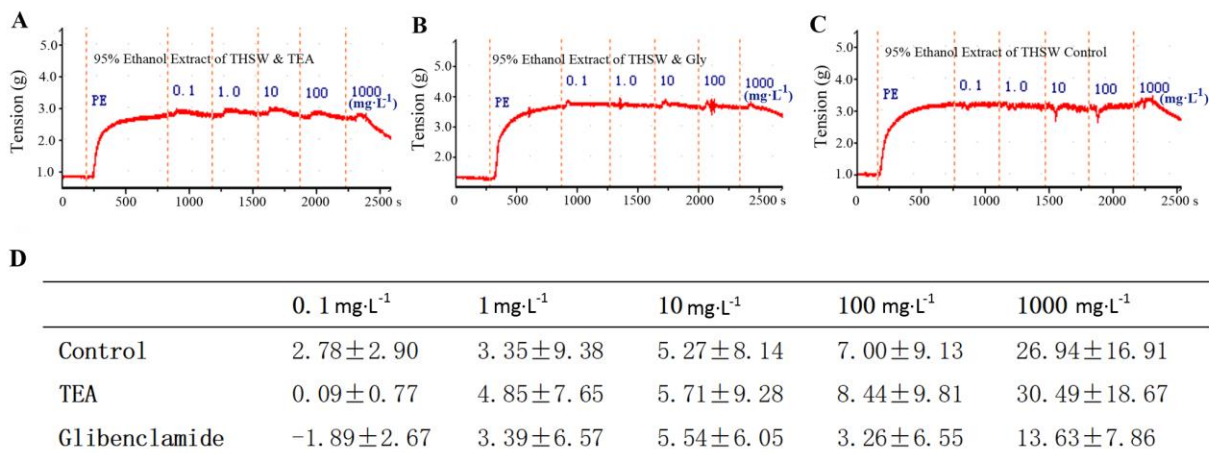 A
5.0
4.0
3.0
2.0
1.0
Tension (g)
95% Ethanol Extract of THSW & TEA
PE
0.1 1.0 10 100 1000
(mg·L-1)
0 500 1000 1500 2000 2500 s
B
5.0
4.0
3.0
2.0
Tension (g)
95% Ethanol Extract of THSW & Gly
PE
0.1 1.0 10 100 1000
(mg·L-1)
0 500 1000 1500 2000 2500 s
C
5.0
4.0
3.0
2.0
1.0
Tension (g)
95% Ethanol Extract of THSW Control
PE
0.1 1.0 10 100 1000
(mg·L-1)
0 500 1000 1500 2000 2500 s
D
0.1 mg·L-1 1 mg·L-1 10 mg·L-1 100 mg·L-1 1000 mg·L-1
Control 2.78±2.90 3.35±9.38 5.27±8.14 7.00±9.13 26.94±16.91
TEA 0.09±0.77 4.85±7.65 5.71±9.28 8.44±9.81 30.49±18.67
Glibenclamide -1.89±2.67 3.39±6.57 5.54±6.05 3.26±6.55 13.63±7.86